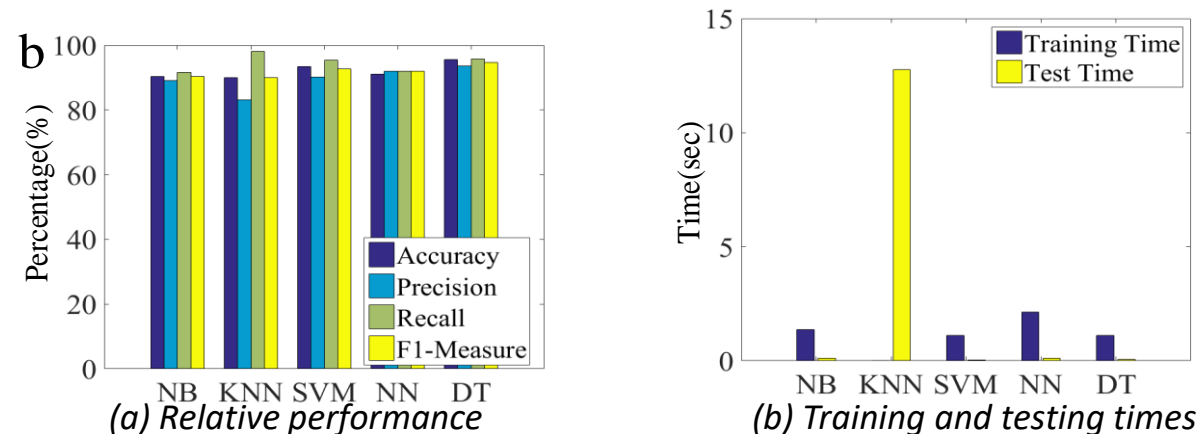 b
Percentage(%)
100
80
60
40
20
0
Accuracy
Precision
Recall
F1-Measure
NB KNN SVM NN DT
(a) Relative performance
Time(sec)
15
10
5
0
Training Time
Test Time
NB KNN SVM NN DT
(b) Training and testing times